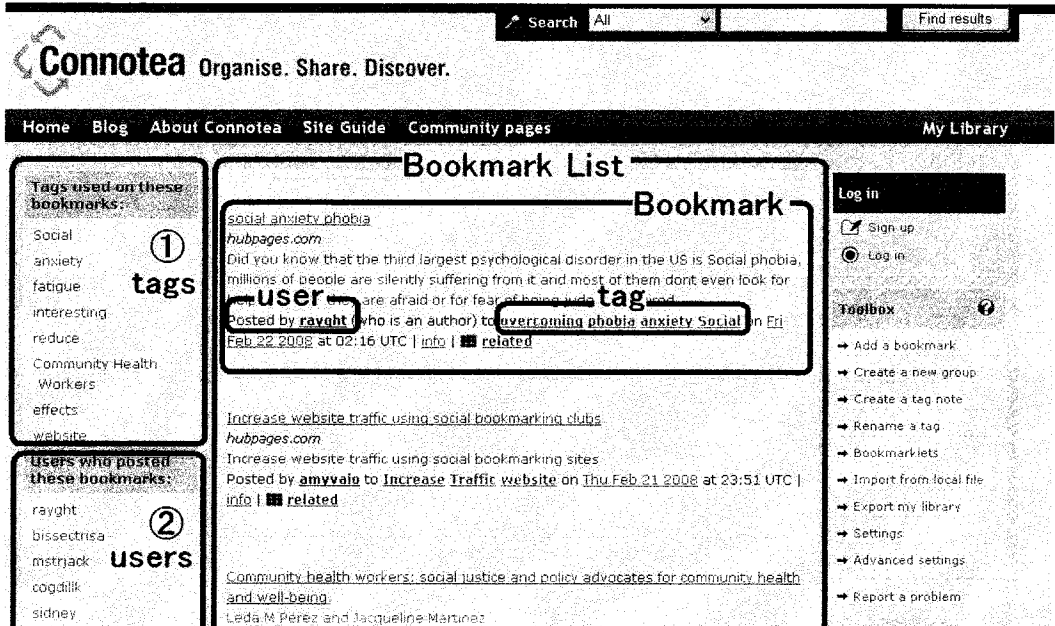 Search All Find results
Connotea Organise. Share. Discover.
Home Blog About Connotea Site Guide Community pages My Library
Tags used on these
bookmarks:
Social
anxiety
fatigue
interesting
reduce
Community Health
Workers
effects
website
① tags
Users who posted
these bookmarks:
rayght
bissectrisa
mstrjack
cogdillk
sidney
② users
Bookmark List
Bookmark
social anxiety phobia
hubpages.com
Did you know that the third largest psychological disorder in the US is Social phobia,
millions of people are silently suffering from it and most of them dont even look for
user they are afraid or for fear of being tag
Posted by rayght (who is an author) to overcoming phobia anxiety Social on Fri
Feb 22 2008 at 02:16 UTC | info | related
Increase website traffic using social bookmarking clubs
hubpages.com
Increase website traffic using social bookmarking sites
Posted by amyvaio to Increase Traffic website on Thu Feb 21 2008 at 23:51 UTC |
info | related
Community health workers: social justice and policy advocates for community health
and well-being.
Leda M Perez and Jacqueline Martinez
Log in
Sign up
Log in
Toolbox ?
Add a bookmark
Create a new group
Create a tag note
Rename a tag
Bookmarklets
Import from local file
Export my library
Settings
Advanced settings
Report a problem